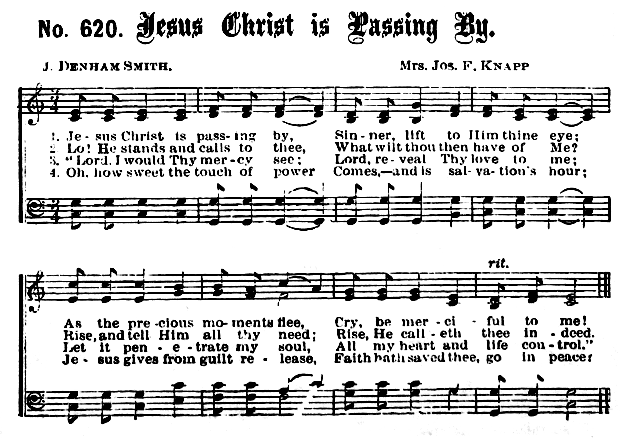 No. 620. Jesus Christ is Passing By.
J. DENHAM SMITH. MRS. JOS. F. KNAPP
3 4
1. Je - sus Christ is pass- ing by, Sin- ner, lift to Him thine eye;
2 Lo! He stands and calls to thee, What wilt thou then have of Me?
3. "Lord, I would Thy mer- cy see; Lord, re- veal Thy love to me;
4. Oh, how sweet the touch of power Comes,—and is sal - va- tion's hour;
3 4
rit.
As the pre - cious mo- ments flee, Cry, be mer - ci - ful to me!
Rise, and tell Him all thy need; Rise, He call - eth thee in - deed.
Let it pen - e - trate my soul, All my heart and life con- trol."
Je - sus gives from guilt re - lease, Faith hath saved thee, go in peace!